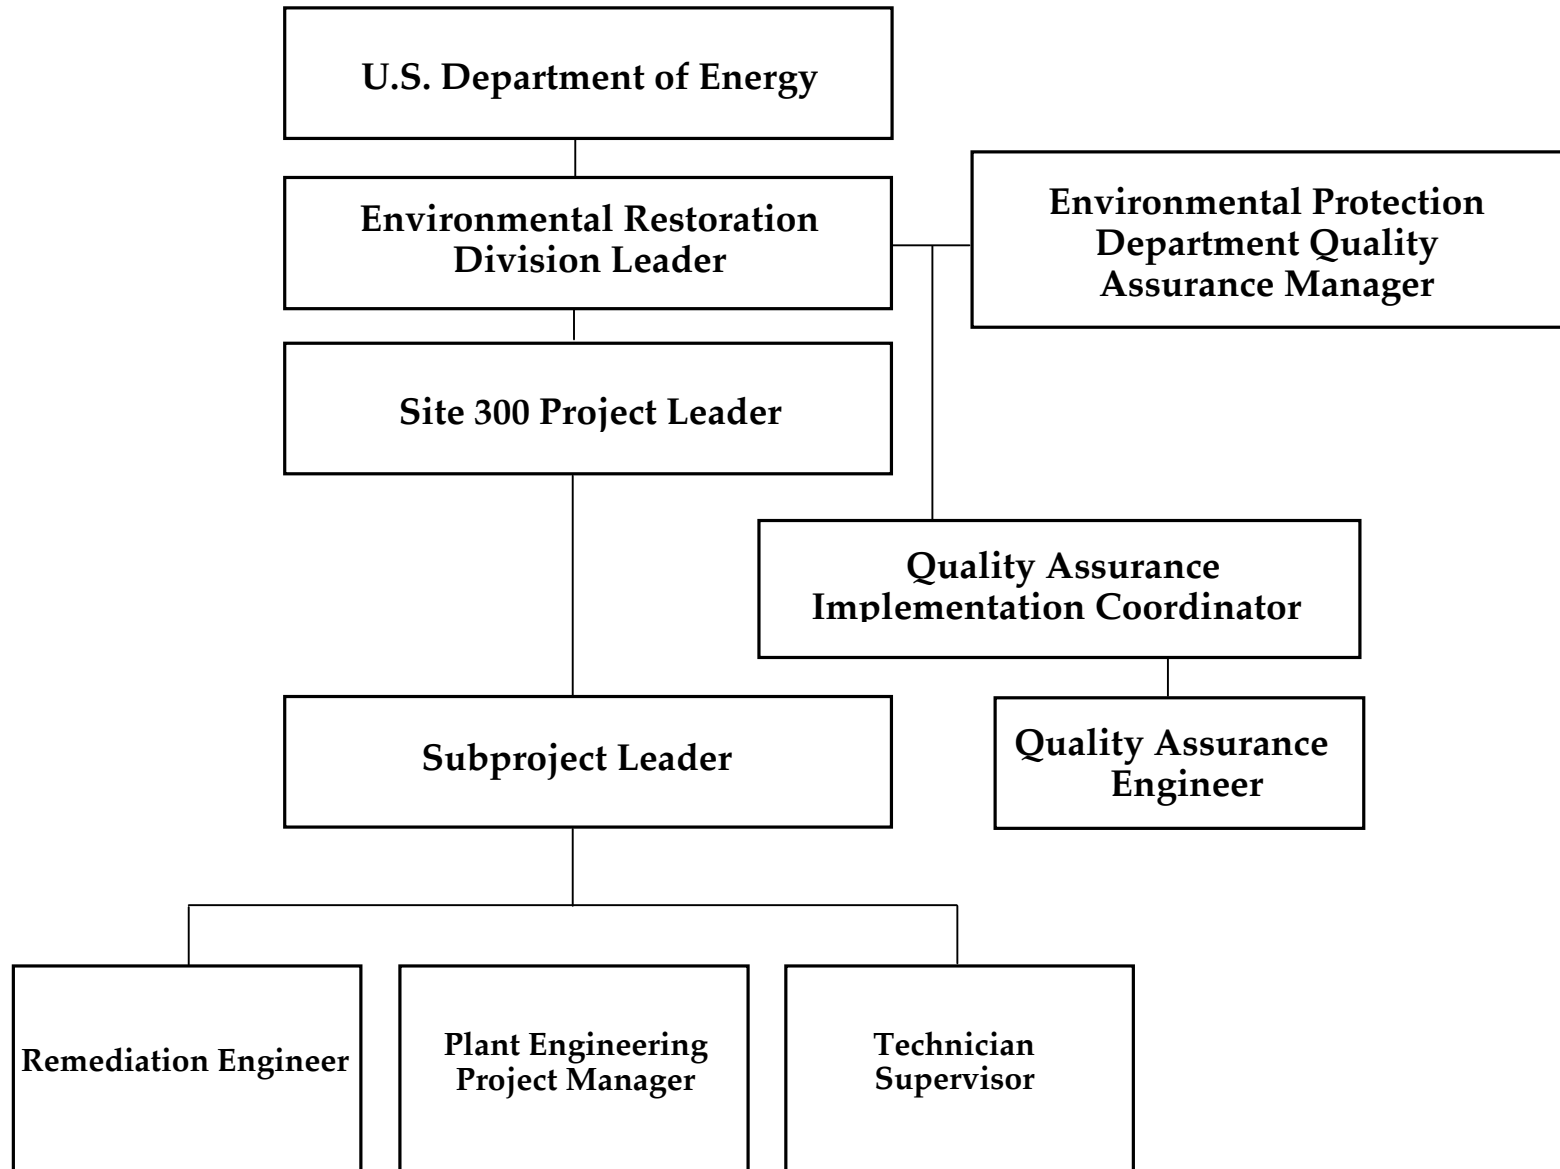 U.S. Department of Energy
Environmental Restoration
Division Leader
Environmental Protection
Department Quality
Assurance Manager
Site 300 Project Leader
Quality Assurance
Implementation Coordinator
Subproject Leader
Quality Assurance
Engineer
Remediation Engineer
Plant Engineering
Project Manager
Technician
Supervisor